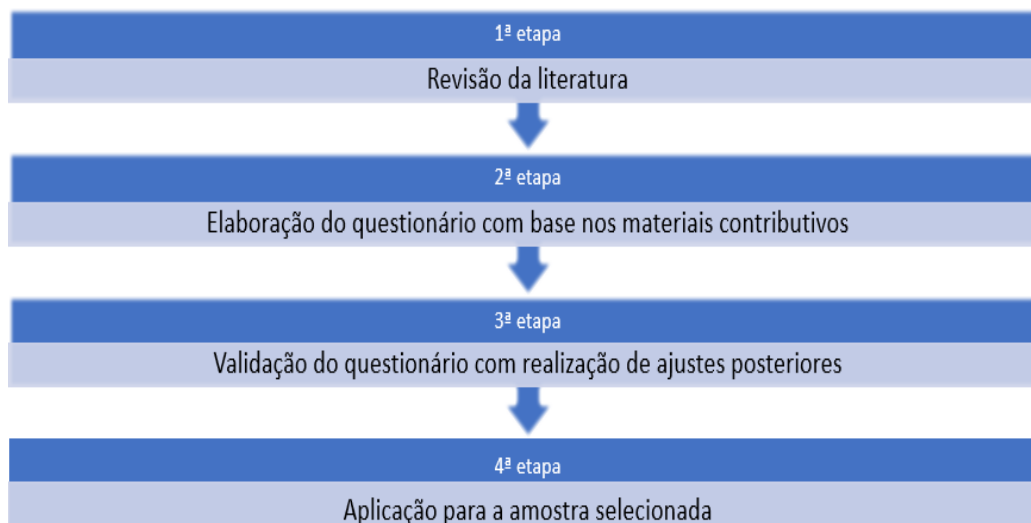 1ª etapa
Revisão da literatura
2ª etapa
Elaboração do questionário com base nos materiais contributivos
3ª etapa
Validação do questionário com realização de ajustes posteriores
4ª etapa
Aplicação para a amostra selecionada